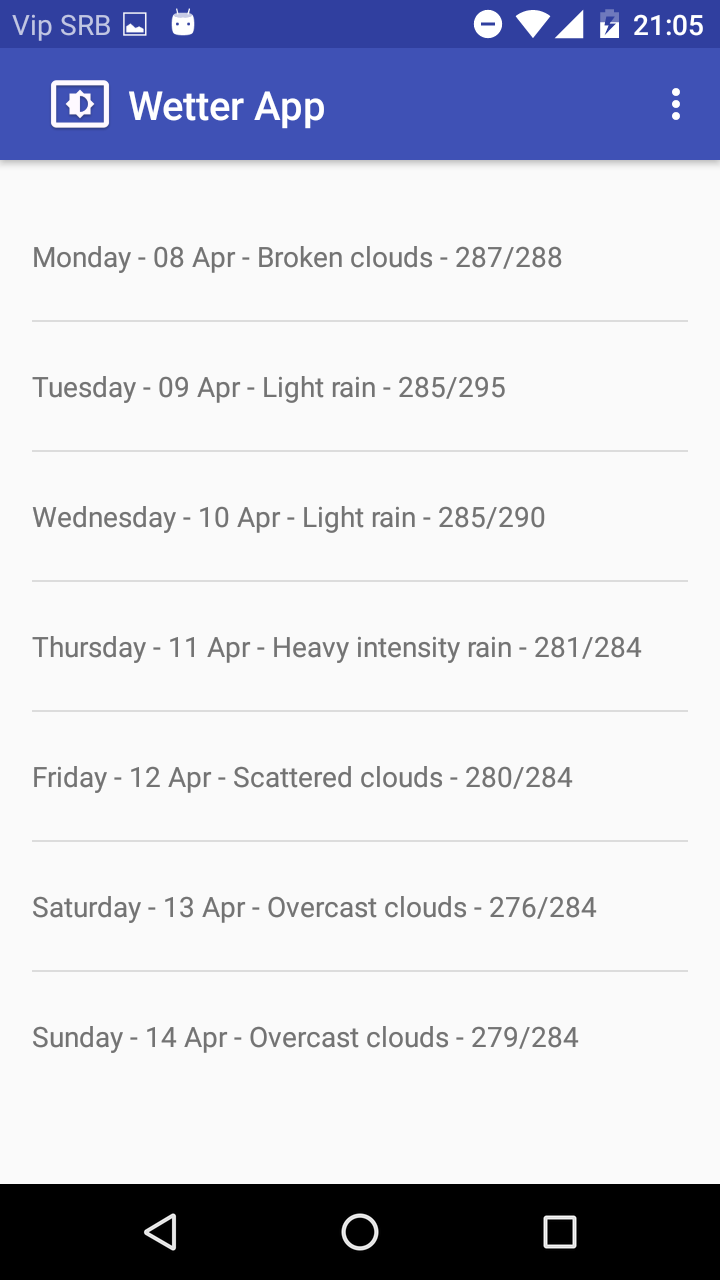 Vip SRB 21:05
Wetter App
Monday - 08 Apr - Broken clouds - 287/288
Tuesday - 09 Apr - Light rain - 285/295
Wednesday - 10 Apr - Light rain - 285/290
Thursday - 11 Apr - Heavy intensity rain - 281/284
Friday - 12 Apr - Scattered clouds - 280/284
Saturday - 13 Apr - Overcast clouds - 276/284
Sunday - 14 Apr - Overcast clouds - 279/284